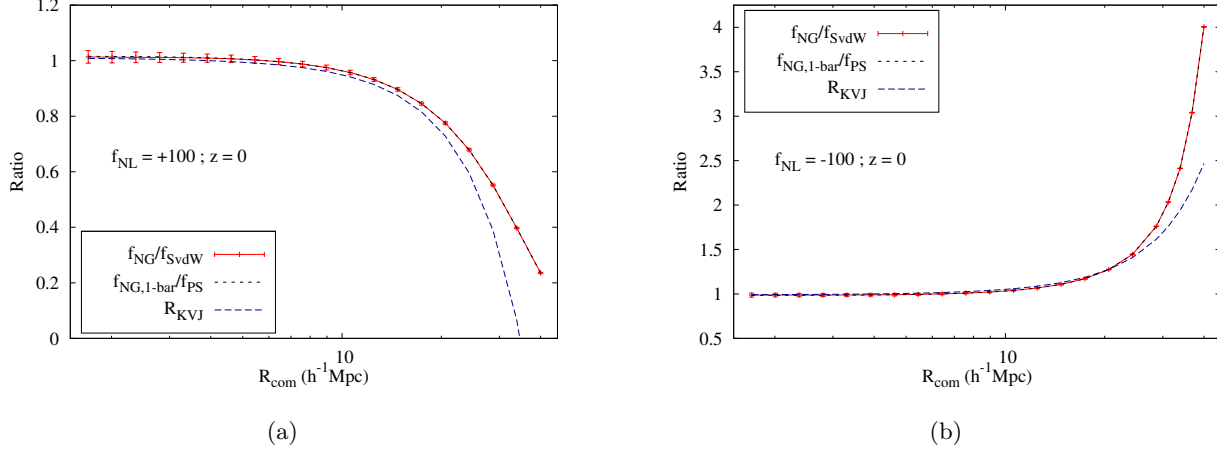 1.2
1
0.8
0.6
0.4
0.2
0
Ratio
f_NL = +100 ; z = 0
f_NG/f_SvdW
f_NG,1-bar/f_PS
R_KVJ
10
R_com (h^-1Mpc)
(a)
4
3.5
3
2.5
2
1.5
1
0.5
Ratio
f_NG/f_SvdW
f_NG,1-bar/f_PS
R_KVJ
f_NL = -100 ; z = 0
10
R_com (h^-1Mpc)
(b)